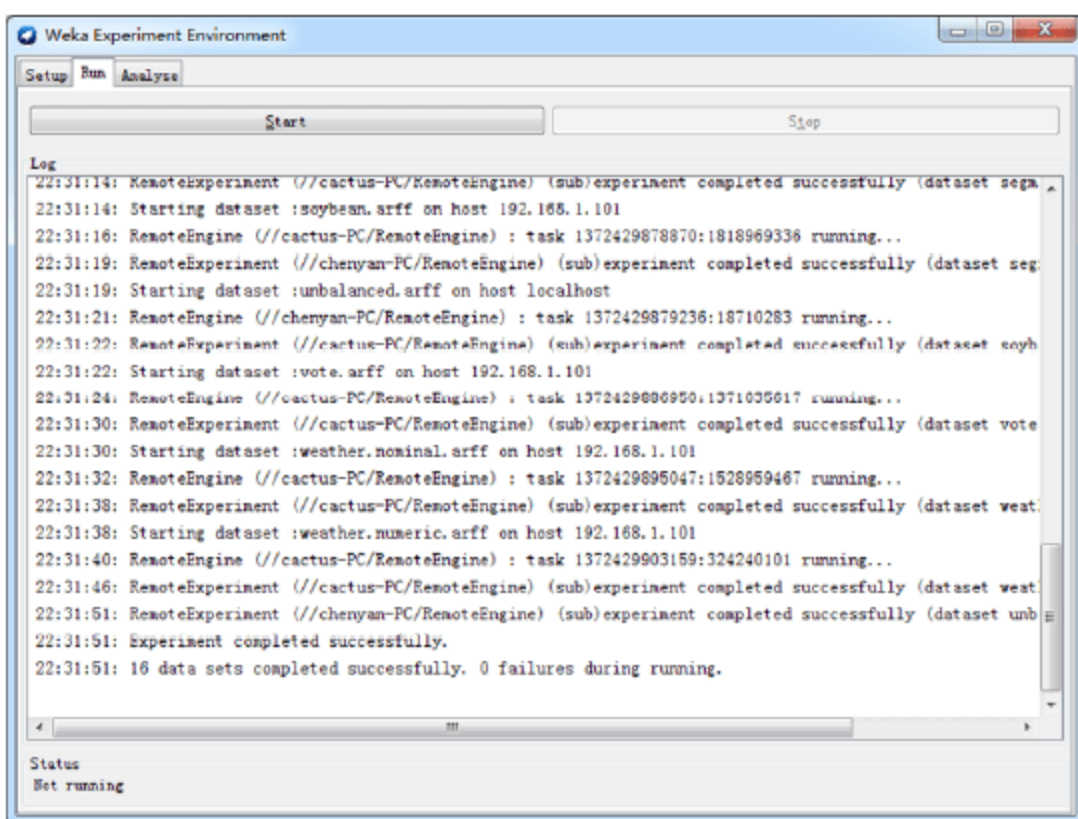 Weka Experiment Environment
Setup Run Analyse
Start Stop
Log
22:31:14: RemoteExperiment (//cactus-PC/RemoteEngine) (sub)experiment completed successfully (dataset segm
22:31:14: Starting dataset :soybean.arff on host 192.168.1.101
22:31:16: RemoteEngine (//cactus-PC/RemoteEngine) : task 1372429878870:1818969336 running...
22:31:19: RemoteExperiment (//chenyan-PC/RemoteEngine) (sub)experiment completed successfully (dataset seg
22:31:19: Starting dataset :unbalanced.arff on host localhost
22:31:21: RemoteEngine (//chenyan-PC/RemoteEngine) : task 1372429879236:18710283 running...
22:31:22: RemoteExperiment (//cactus-PC/RemoteEngine) (sub)experiment completed successfully (dataset soyb
22:31:22: Starting dataset :vote.arff on host 192.168.1.101
22:31:24: RemoteEngine (//cactus-PC/RemoteEngine) : task 1372429886950:1371035617 running...
22:31:30: RemoteExperiment (//cactus-PC/RemoteEngine) (sub)experiment completed successfully (dataset vote
22:31:30: Starting dataset :weather.nominal.arff on host 192.168.1.101
22:31:32: RemoteEngine (//cactus-PC/RemoteEngine) : task 1372429895047:1528959467 running...
22:31:38: RemoteExperiment (//cactus-PC/RemoteEngine) (sub)experiment completed successfully (dataset weat
22:31:38: Starting dataset :weather.numeric.arff on host 192.168.1.101
22:31:40: RemoteEngine (//cactus-PC/RemoteEngine) : task 1372429903159:324240101 running...
22:31:46: RemoteExperiment (//cactus-PC/RemoteEngine) (sub)experiment completed successfully (dataset weat
22:31:51: RemoteExperiment (//chenyan-PC/RemoteEngine) (sub)experiment completed successfully (dataset unb
22:31:51: Experiment completed successfully.
22:31:51: 16 data sets completed successfully. 0 failures during running.
Status
Not running